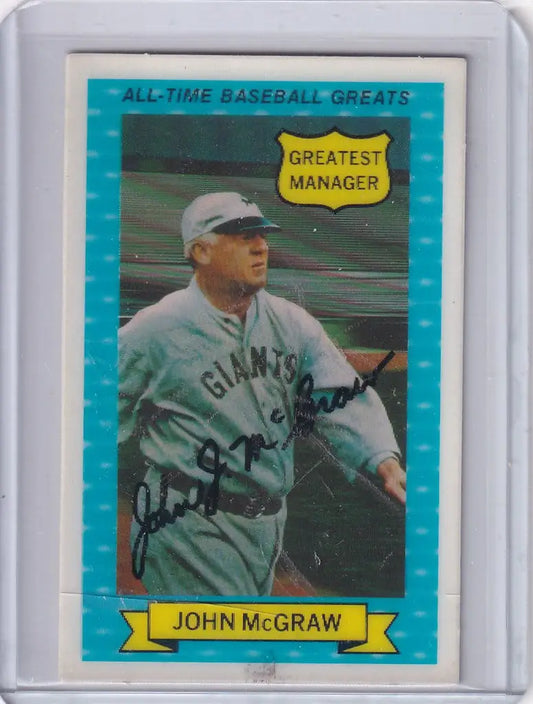 ALL-TIME BASEBALL GREATS
GREATEST
MANAGER
GIANTS
John J. McGraw
JOHN McGRAW